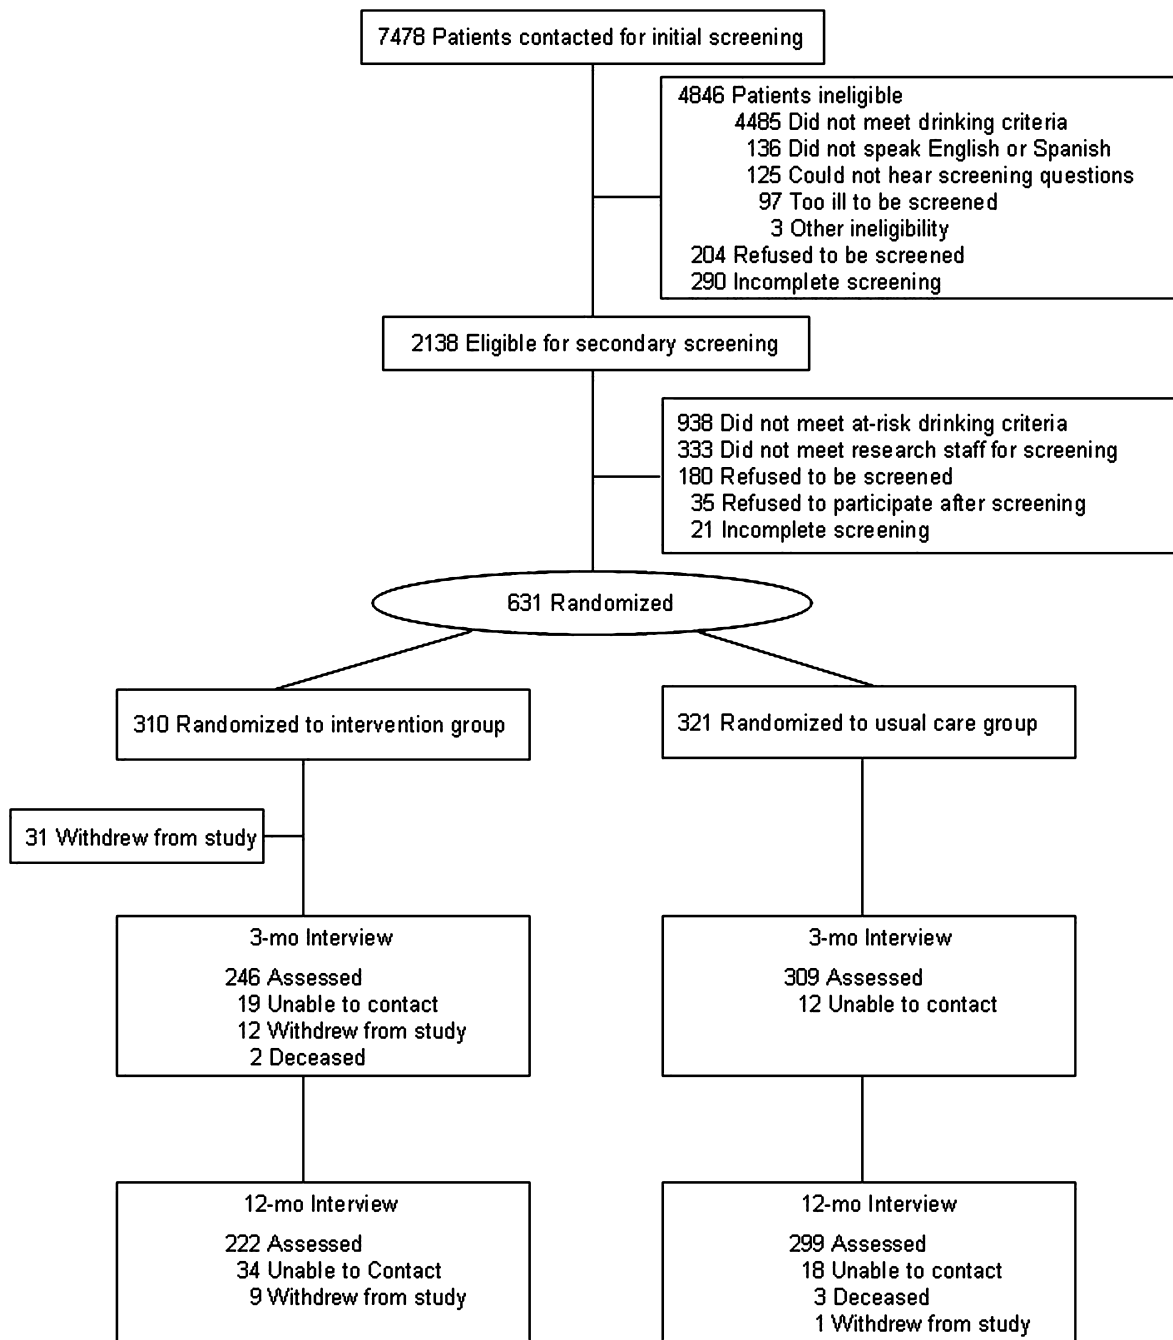 7478 Patients contacted for initial screening
4846 Patients ineligible
4485 Did not meet drinking criteria
136 Did not speak English or Spanish
125 Could not hear screening questions
97 Too ill to be screened
3 Other ineligibility
204 Refused to be screened
290 Incomplete screening
2138 Eligible for secondary screening
938 Did not meet at-risk drinking criteria
333 Did not meet research staff for screening
180 Refused to be screened
35 Refused to participate after screening
21 Incomplete screening
631 Randomized
310 Randomized to intervention group
321 Randomized to usual care group
31 Withdrew from study
3-mo Interview
246 Assessed
19 Unable to contact
12 Withdrew from study
2 Deceased
3-mo Interview
309 Assessed
12 Unable to contact
12-mo Interview
222 Assessed
34 Unable to Contact
9 Withdrew from study
12-mo Interview
299 Assessed
18 Unable to contact
3 Deceased
1 Withdrew from study